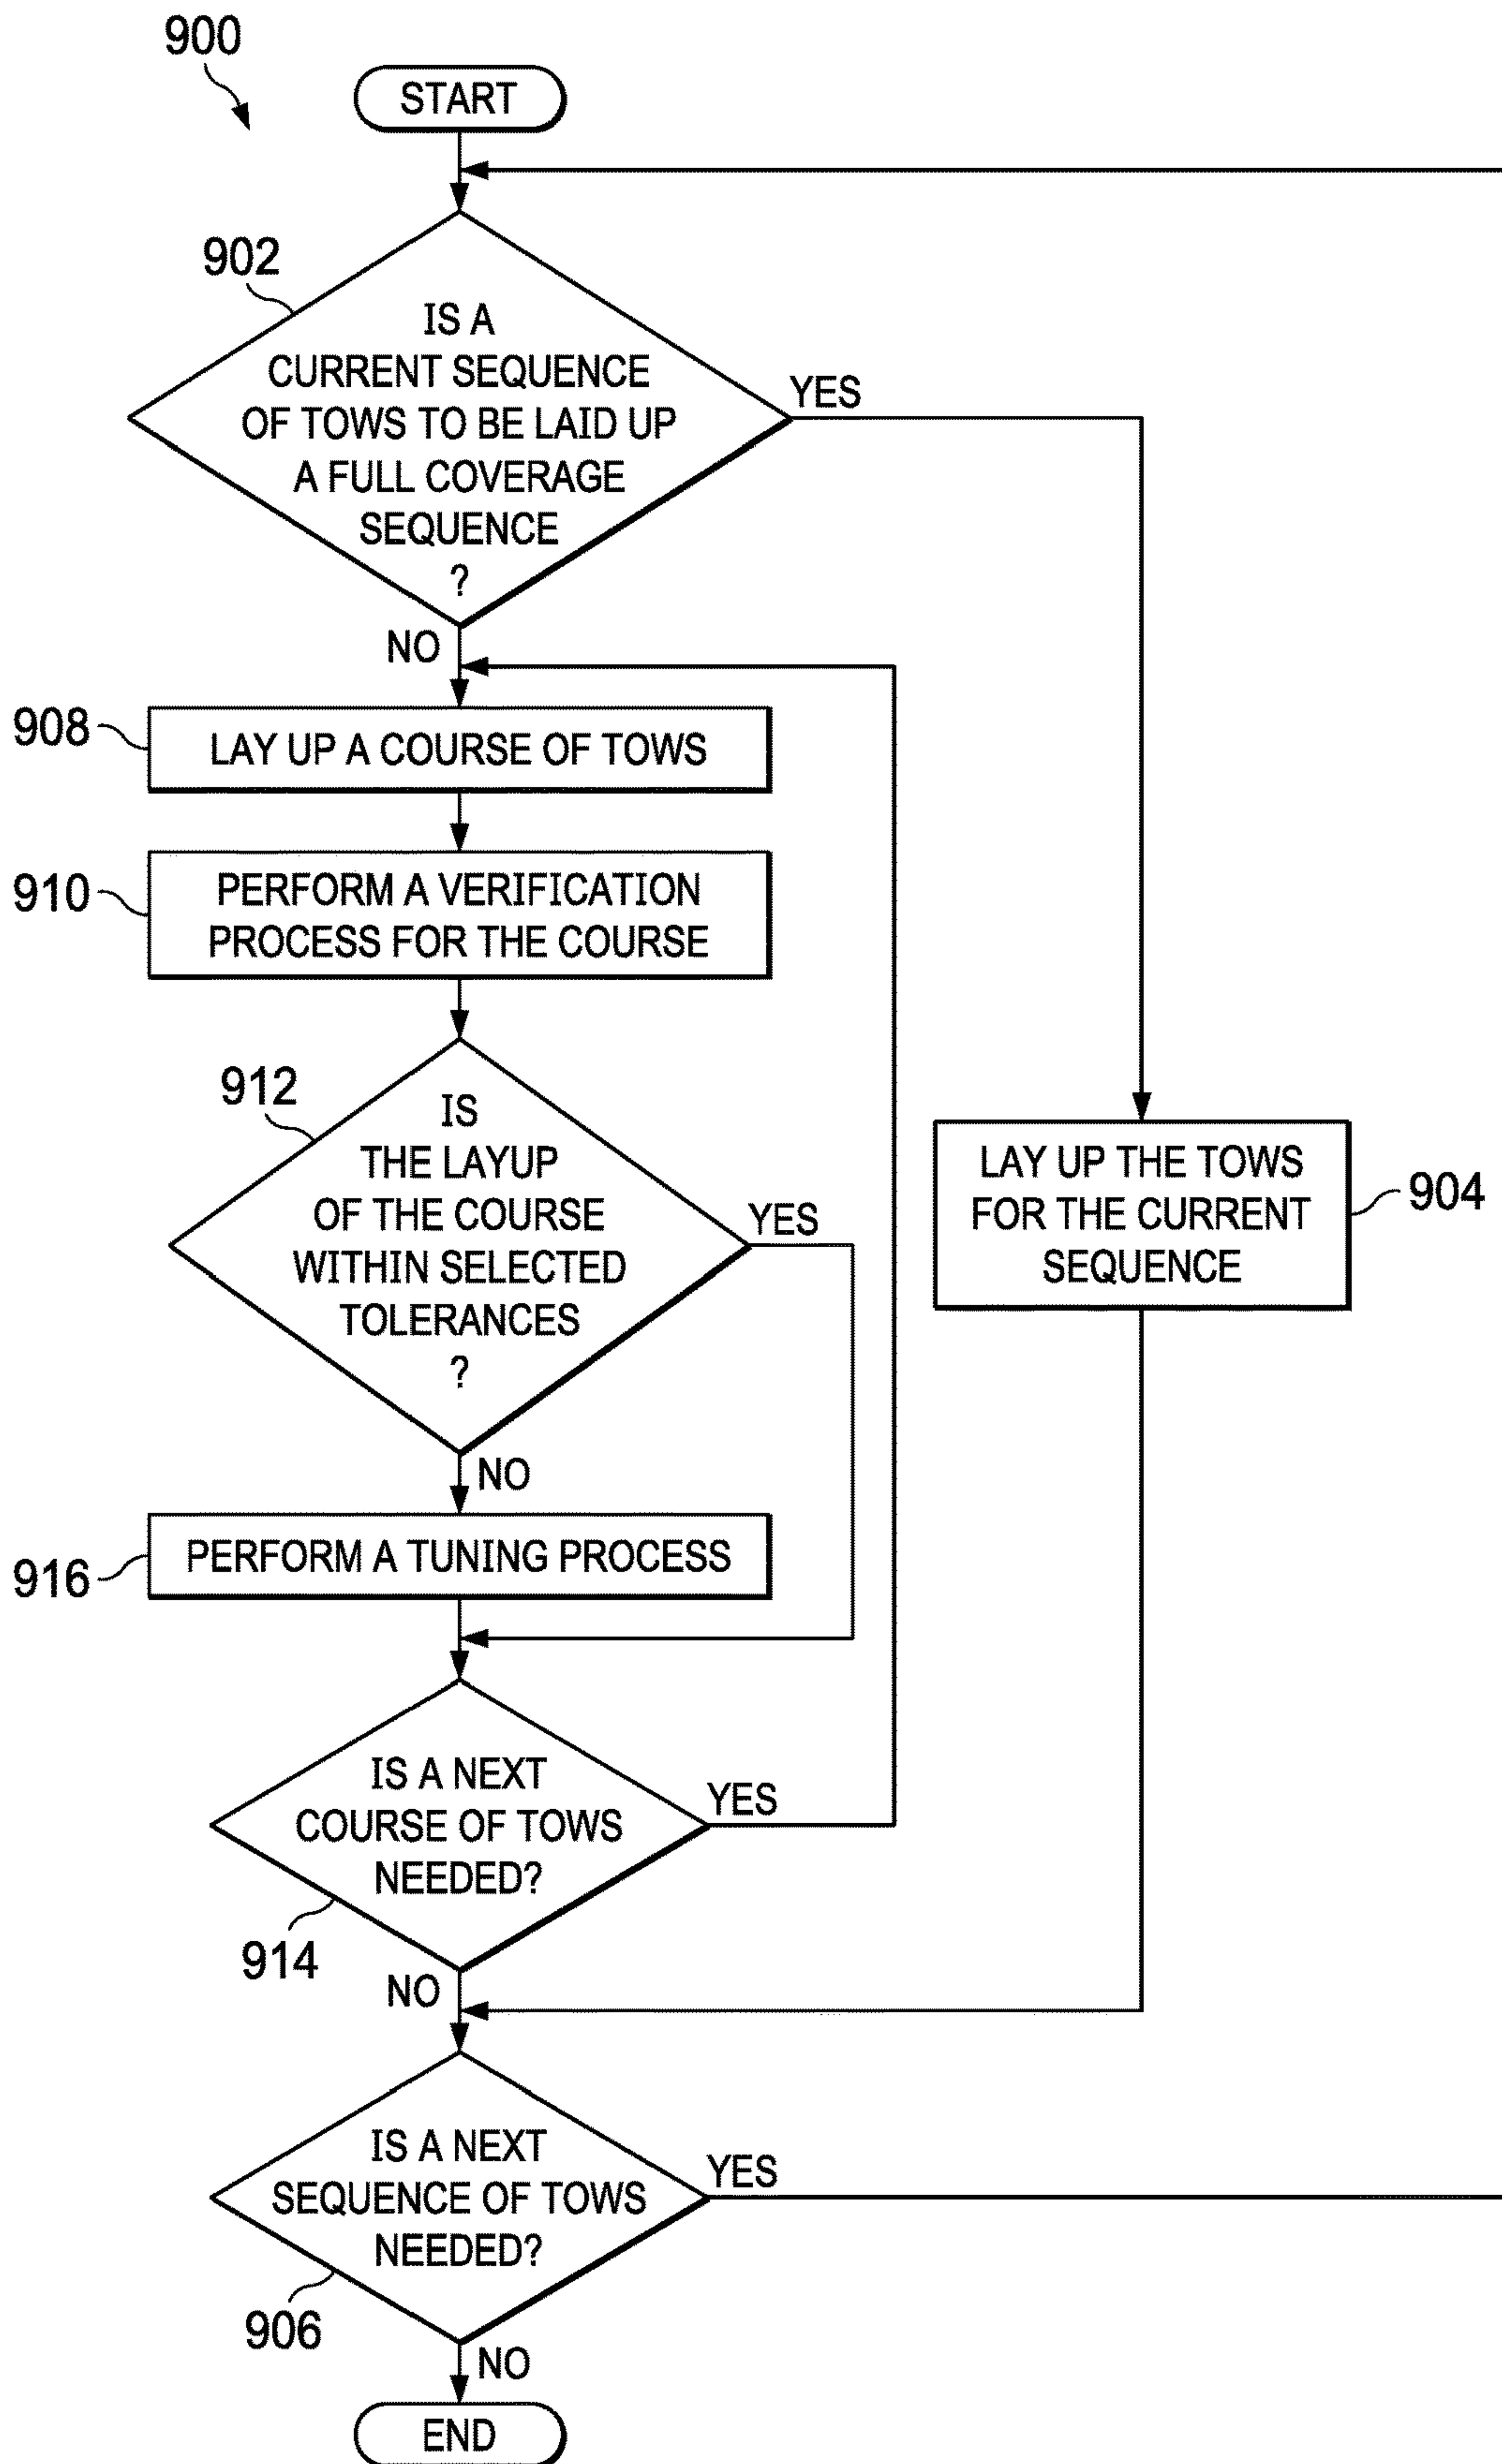 900
START
902
IS A
CURRENT SEQUENCE
OF TOWS TO BE LAID UP
A FULL COVERAGE
SEQUENCE
?
YES
NO
908
LAY UP A COURSE OF TOWS
910
PERFORM A VERIFICATION
PROCESS FOR THE COURSE
912
IS
THE LAYUP
OF THE COURSE
WITHIN SELECTED
TOLERANCES
?
YES
NO
LAY UP THE TOWS
FOR THE CURRENT
SEQUENCE
904
916
PERFORM A TUNING PROCESS
IS A NEXT
COURSE OF TOWS
NEEDED?
YES
914
NO
IS A NEXT
SEQUENCE OF TOWS
NEEDED?
YES
906
NO
END